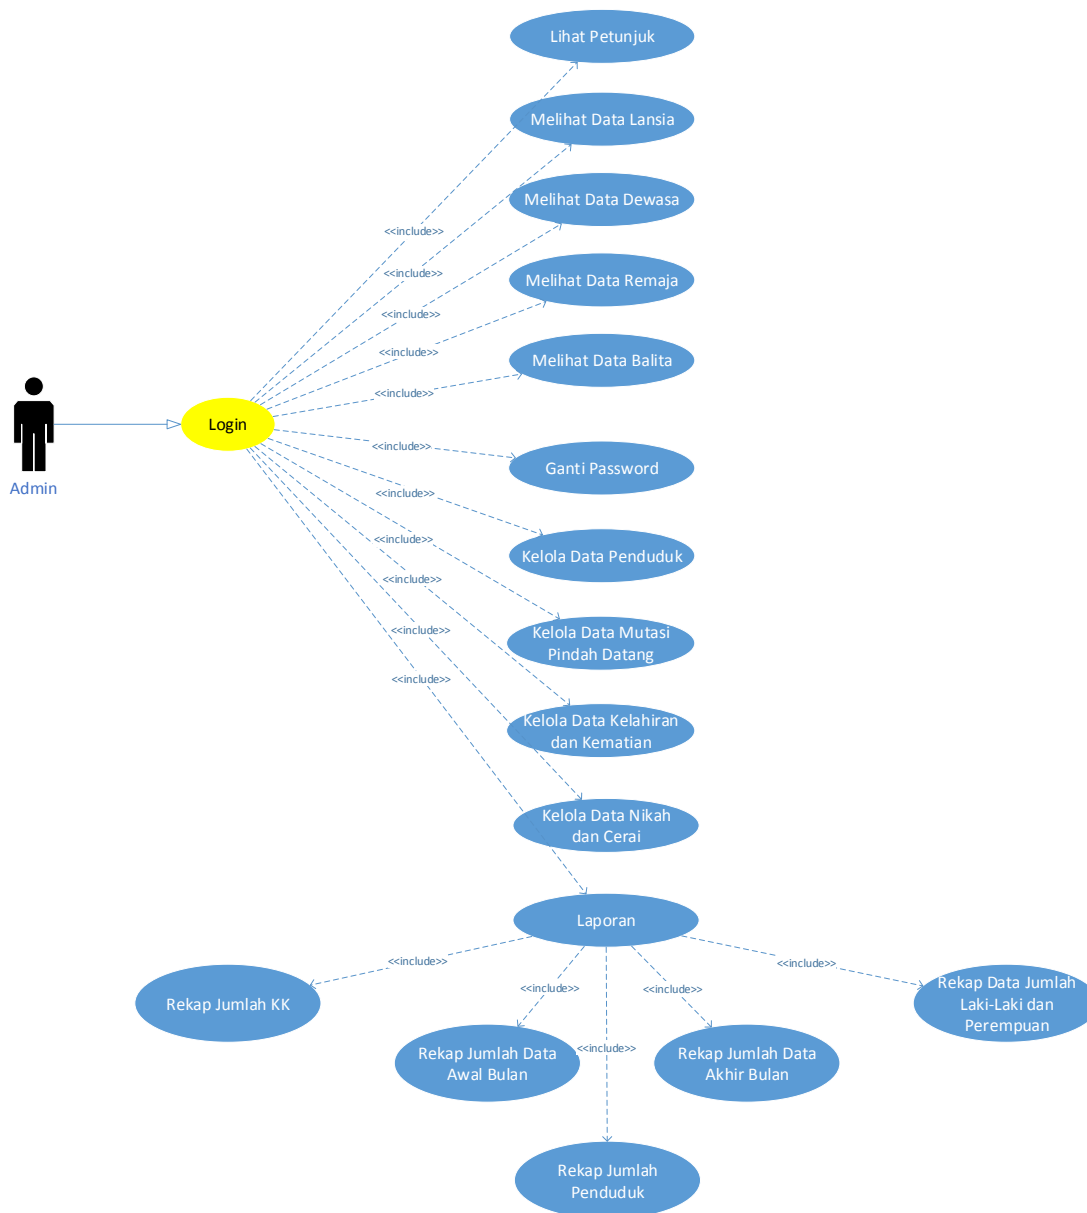 Lihat Petunjuk
Melihat Data Lansia
Melihat Data Dewasa
<<include>>
Melihat Data Remaja
<<include>>
<<include>>
<<include>>
Melihat Data Balita
<<include>>
Login
<<include>>
Ganti Password
Admin
<<include>>
<<include>>
Kelola Data Penduduk
<<include>>
<<include>>
Kelola Data Mutasi
Pindah Datang
<<include>>
Kelola Data Kelahiran
dan Kematian
Kelola Data Nikah
dan Cerai
Laporan
<<include>>
<<include>>
<<include>>
<<include>>
<<include>>
Rekap Jumlah KK
Rekap Data Jumlah
Laki-Laki dan
Perempuan
Rekap Jumlah Data
Awal Bulan
Rekap Jumlah Data
Akhir Bulan
Rekap Jumlah
Penduduk